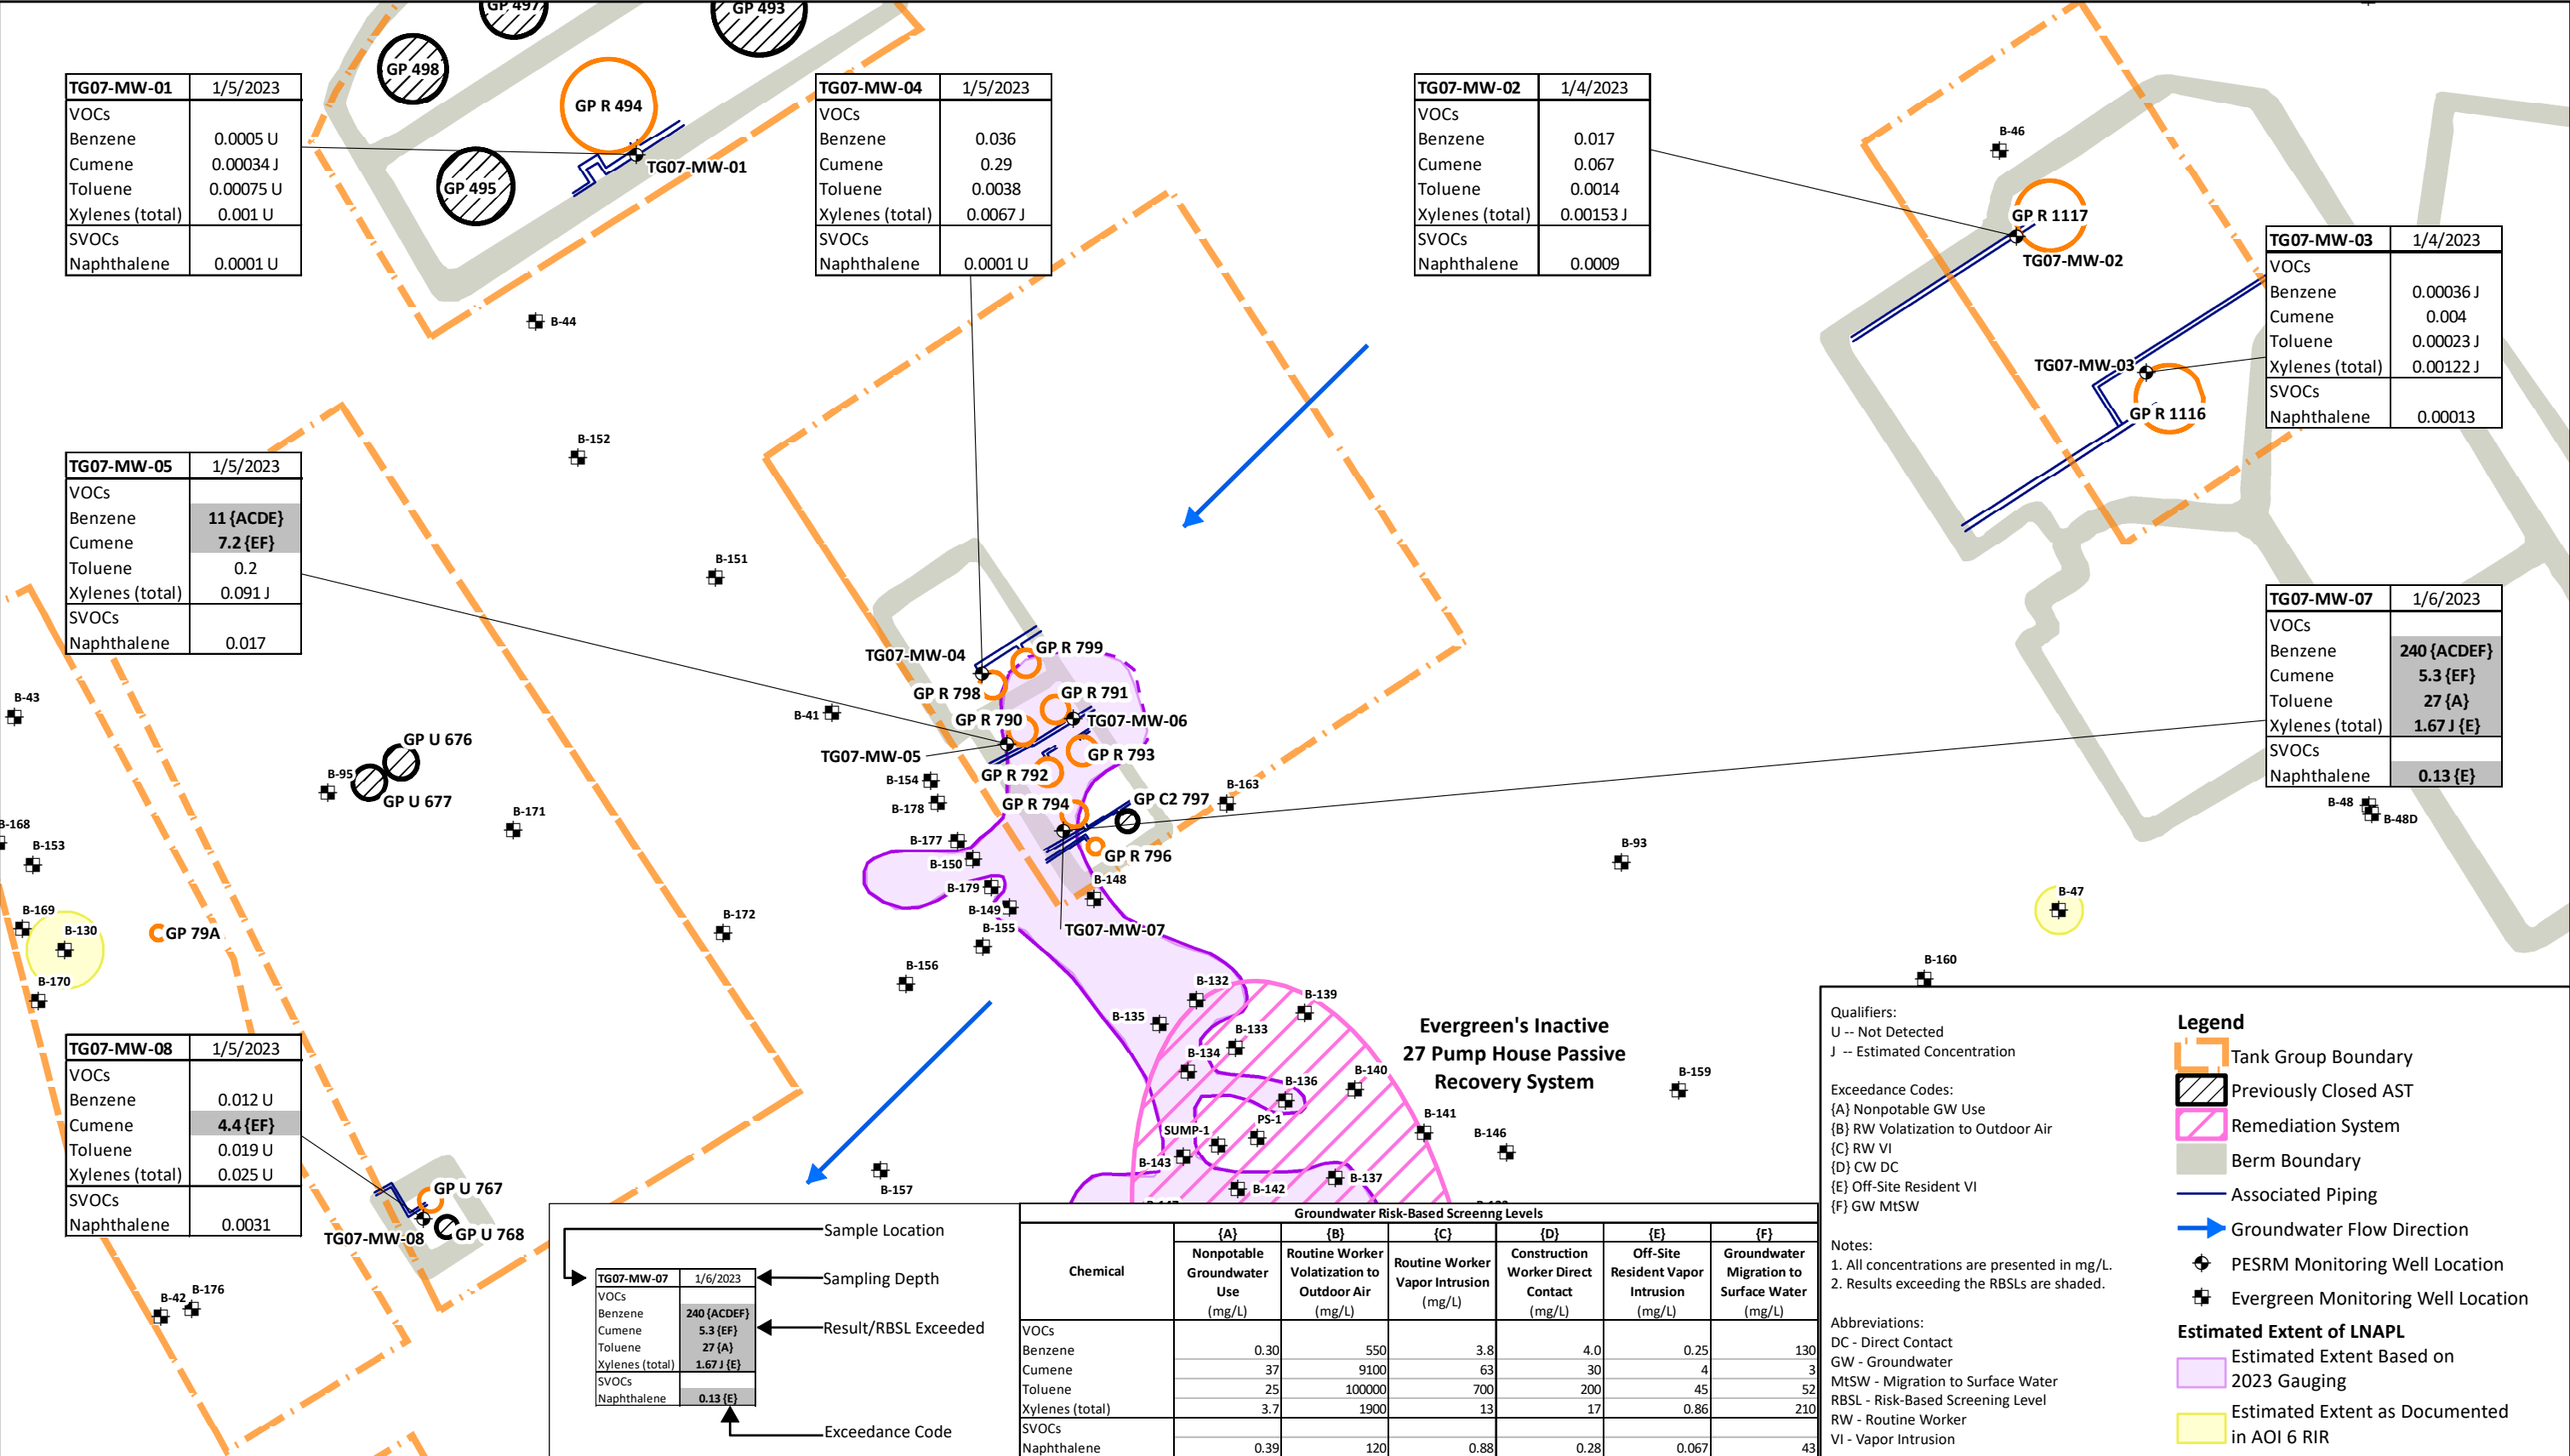 GP 497
GP 493
GP 498
GP R 494
GP 495
TG07-MW-01
TG07-MW-01 1/5/2023
VOCs
Benzene 0.0005 U
Cumene 0.00034 J
Toluene 0.00075 U
Xylenes (total) 0.001 U
SVOCs
Naphthalene 0.0001 U
TG07-MW-04 1/5/2023
VOCs
Benzene 0.036
Cumene 0.29
Toluene 0.0038
Xylenes (total) 0.0067 J
SVOCs
Naphthalene 0.0001 U
TG07-MW-02 1/4/2023
VOCs
Benzene 0.017
Cumene 0.067
Toluene 0.0014
Xylenes (total) 0.00153 J
SVOCs
Naphthalene 0.0009
B-46
GP R 1117
TG07-MW-02
TG07-MW-03 1/4/2023
VOCs
Benzene 0.00036 J
Cumene 0.004
Toluene 0.00023 J
Xylenes (total) 0.00122 J
SVOCs
Naphthalene 0.00013
TG07-MW-03
GP R 1116
B-44
B-152
B-151
TG07-MW-05 1/5/2023
VOCs
Benzene 11 {ACDE}
Cumene 7.2 {EF}
Toluene 0.2
Xylenes (total) 0.091 J
SVOCs
Naphthalene 0.017
TG07-MW-07 1/6/2023
VOCs
Benzene 240 {ACDEF}
Cumene 5.3 {EF}
Toluene 27 {A}
Xylenes (total) 1.67 J {E}
SVOCs
Naphthalene 0.13 {E}
TG07-MW-04
GP R 799
GP R 798
GP R 791
B-41
GP R 790
TG07-MW-06
TG07-MW-05
GP R 793
GP R 792
B-154
B-178
GP R 794
GP C2 797
B-163
B-177
B-150
GP R 796
B-179
B-148
B-149
B-155
TG07-MW-07
B-156
B-43
GP U 676
B-95
GP U 677
B-171
B-168
B-153
B-169
B-130
GP 79A
B-172
B-170
B-93
B-48
B-48D
B-47
B-160
B-132
B-139
B-135
B-133
B-134
B-136
B-140
PS-1
SUMP-1
B-141
B-143
B-142
B-137
B-146
B-159
B-157
Evergreen's Inactive
27 Pump House Passive
Recovery System
TG07-MW-08 1/5/2023
VOCs
Benzene 0.012 U
Cumene 4.4 {EF}
Toluene 0.019 U
Xylenes (total) 0.025 U
SVOCs
Naphthalene 0.0031
GP U 767
GP U 768
TG07-MW-08
B-42
B-176
Sample Location
Sampling Depth
Result/RBSL Exceeded
Exceedance Code
TG07-MW-07 1/6/2023
VOCs
Benzene 240 {ACDEF}
Cumene 5.3 {EF}
Toluene 27 {A}
Xylenes (total) 1.67 J {E}
SVOCs
Naphthalene 0.13 {E}
Groundwater Risk-Based Screenng Levels
{A} {B} {C} {D} {E} {F}
Chemical
Nonpotable Groundwater Use (mg/L)
Routine Worker Volatization to Outdoor Air (mg/L)
Routine Worker Vapor Intrusion (mg/L)
Construction Worker Direct Contact (mg/L)
Off-Site Resident Vapor Intrusion (mg/L)
Groundwater Migration to Surface Water (mg/L)
VOCs
Benzene 0.30 550 3.8 4.0 0.25 130
Cumene 37 9100 63 30 4 3
Toluene 25 100000 700 200 45 52
Xylenes (total) 3.7 1900 13 17 0.86 210
SVOCs
Naphthalene 0.39 120 0.88 0.28 0.067 43
Qualifiers:
U -- Not Detected
J -- Estimated Concentration
Exceedance Codes:
{A} Nonpotable GW Use
{B} RW Volatization to Outdoor Air
{C} RW VI
{D} CW DC
{E} Off-Site Resident VI
{F} GW MtSW
Notes:
1. All concentrations are presented in mg/L.
2. Results exceeding the RBSLs are shaded.
Abbreviations:
DC - Direct Contact
GW - Groundwater
MtSW - Migration to Surface Water
RBSL - Risk-Based Screening Level
RW - Routine Worker
VI - Vapor Intrusion
Legend
Tank Group Boundary
Previously Closed AST
Remediation System
Berm Boundary
Associated Piping
Groundwater Flow Direction
PESRM Monitoring Well Location
Evergreen Monitoring Well Location
Estimated Extent of LNAPL
Estimated Extent Based on
2023 Gauging
Estimated Extent as Documented
in AOI 6 RIR